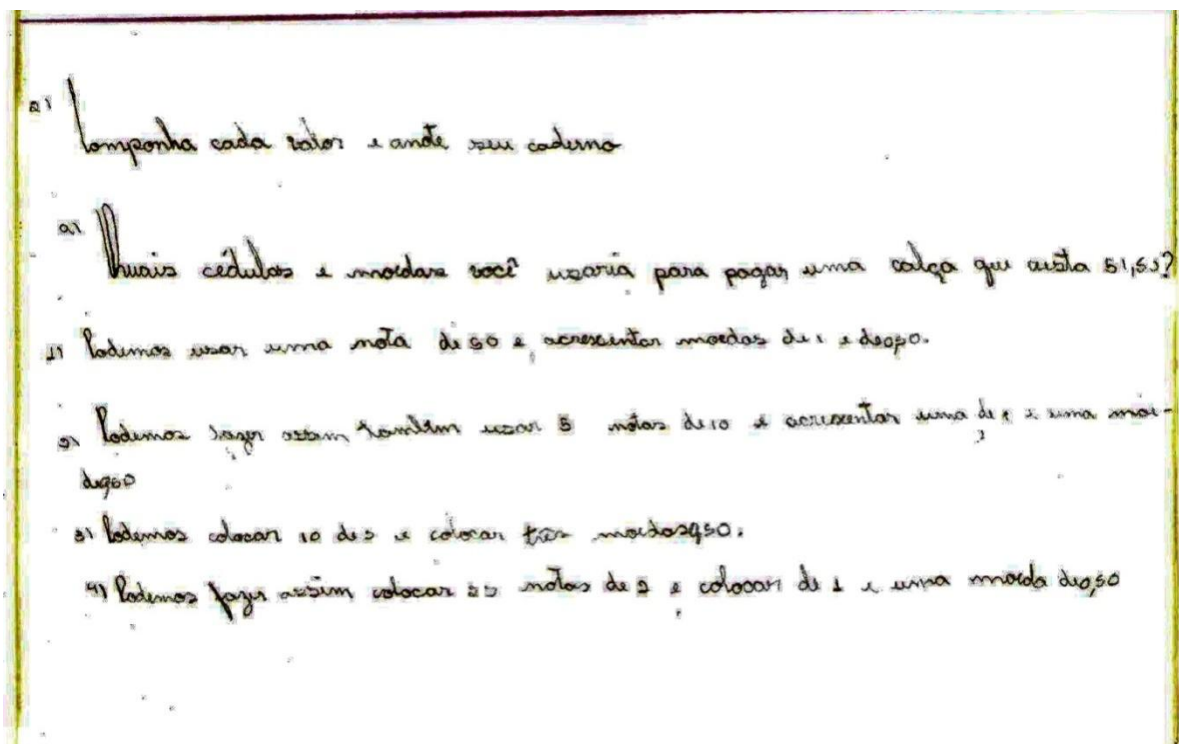 2) Componha cada valor e anote seu caderno
a) Quais cédulas e moedas você usaria para pagar uma calça que custa 51,50?
1) Podemos usar uma nota de 50 e acrescentar moedas de 1 e de 0,50.
2) Podemos fazer assim também usar 5 notas de 10 e acrescentar uma de 1 e uma moe-
de 0,50
3) Podemos colocar 10 de 5 e colocar três moedas 0,50.
4) Podemos fazer assim colocar 25 notas de 2 e colocar de 1 e uma moeda de 0,50